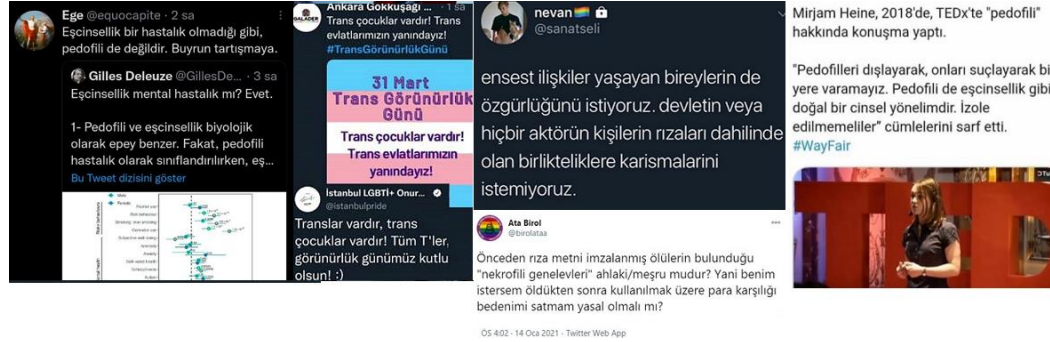 Ege @equocapite · 2 sa
Eşcinsellik bir hastalık olmadığı gibi,
pedofili de değildir. Buyrun tartışmaya.
Gilles Deleuze @GillesDe... · 3 sa
Eşcinsellik mental hastalık mı? Evet.
1- Pedofili ve eşcinsellik biyolojik
olarak epey benzer. Fakat, pedofili
hastalık olarak sınıflandırılırken, eş...
Bu Tweet dizisini göster
GALADER
Ankara Gökkuşağı ... · 1 sa
Trans çocuklar vardır! Trans
evlatlarımızın yanındayız!
#TransGörünürlükGünü
31 Mart
Trans Görünürlük
Günü
Trans çocuklar vardır!
Trans evlatlarımızın
yanındayız!
İstanbul LGBTİ+ Onur...
@istanbulpride
Translar vardır, trans
çocuklar vardır! Tüm T'ler,
görünürlük günümüz kutlu
olsun! :)
nevan
@sanatseli
ensest ilişkiler yaşayan bireylerin de
özgürlüğünü istiyoruz. devletin veya
hiçbir aktörün kişilerin rızaları dahilinde
olan birlikteliklere karismalarini
istemiyoruz.
Ata Birol
@birolataa
Önceden rıza metni imzalanmış ölülerin bulunduğu
"nekrofili genelevleri" ahlaki/meşru mudur? Yani benim
istersem öldükten sonra kullanılmak üzere para karşılığı
bedenimi satmam yasal olmalı mı?
ÖS 4:02 · 14 Oca 2021 · Twitter Web App
Mirjam Heine, 2018'de, TEDx'te "pedofili"
hakkında konuşma yaptı.
"Pedofilleri dışlayarak, onları suçlayarak bi
yere varamayız. Pedofili de eşcinsellik gibi
doğal bir cinsel yönelimdir. İzole
edilmemeliler" cümlelerini sarf etti.
#WayFair